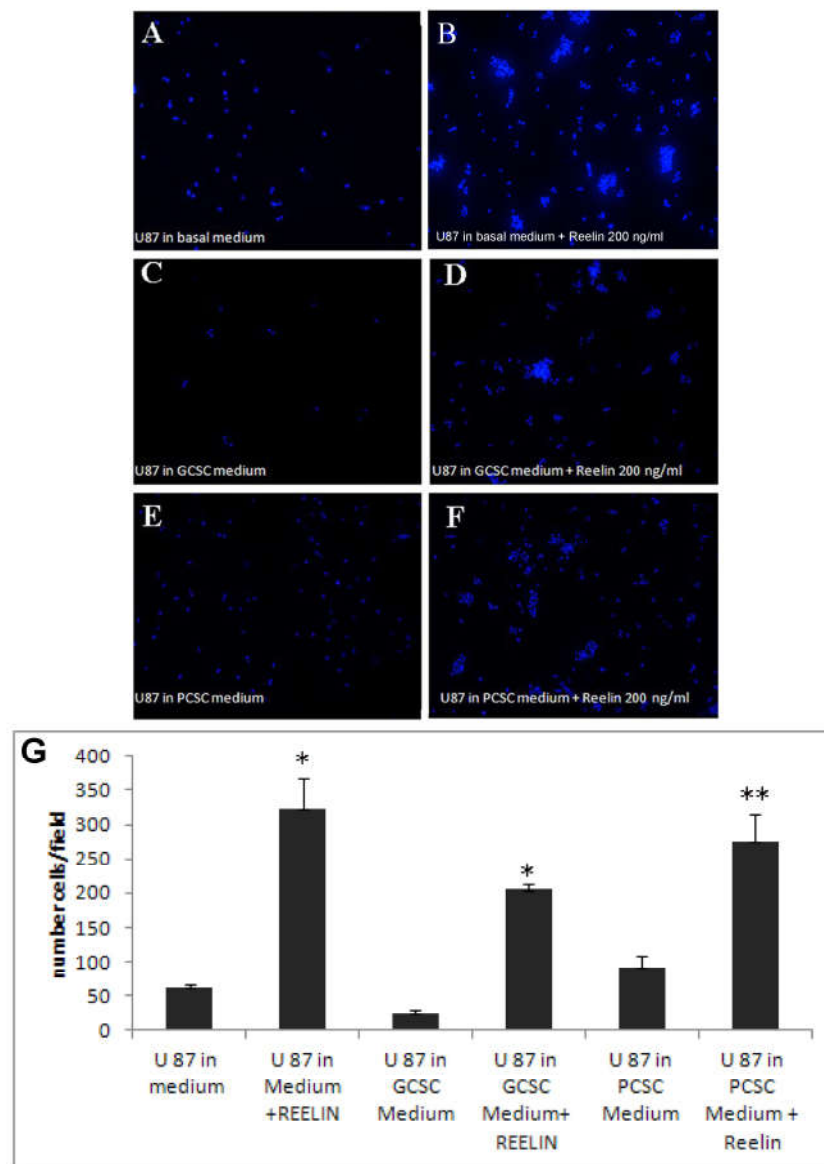 A
B
U87 in basal medium
U87 in basal medium + Reelin 200 ng/ml
C
D
U87 in GCSC medium
U87 in GCSC medium + Reelin 200 ng/ml
E
F
U87 in PCSC medium
U87 in PCSC medium + Reelin 200 ng/ml
G
number cells/field
400
350
300
250
200
150
100
50
0
*
*
**
U 87 in
medium
U 87 in
Medium
+REELIN
U 87 in
GCSC
Medium
U 87 in
GCSC
Medium+
REELIN
U 87 in
PCSC
Medium
U 87 in
PCSC
Medium +
Reelin